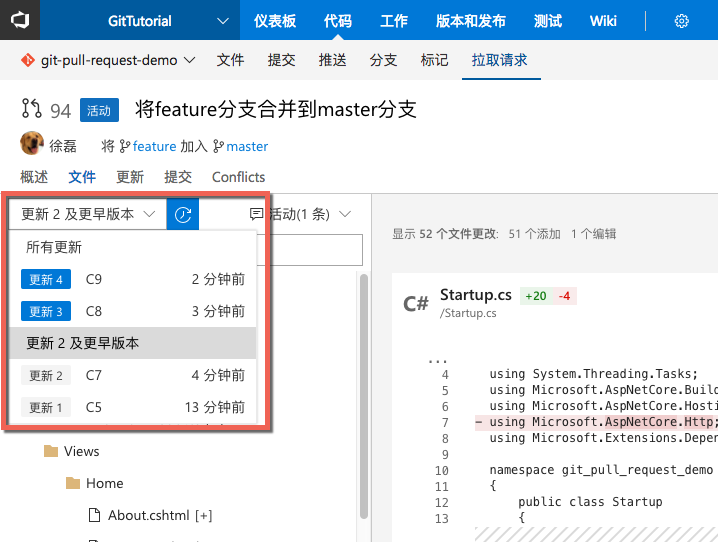 GitTutorial 仪表板 代码 工作 版本和发布 测试 Wiki
git-pull-request-demo 文件 提交 推送 分支 标记 拉取请求
94 活动 将feature分支合并到master分支
徐磊 将 feature 加入 master
概述 文件 更新 提交 Conflicts
更新 2 及更早版本 活动(1 条)
所有更新
更新 4 C9 2 分钟前
更新 3 C8 3 分钟前
更新 2 及更早版本
更新 2 C7 4 分钟前
更新 1 C5 13 分钟前
Views
Home
About.cshtml [+]
显示 52 个文件更改: 51 个添加 1 个编辑
C# Startup.cs +20 -4
/Startup.cs
...
4 using System.Threading.Tasks;
5 using Microsoft.AspNetCore.Build
6 using Microsoft.AspNetCore.Hosti
7 - using Microsoft.AspNetCore.Http;
8 using Microsoft.Extensions.Depen
9
10 namespace git_pull_request_demo
11 {
12 public class Startup
13 {